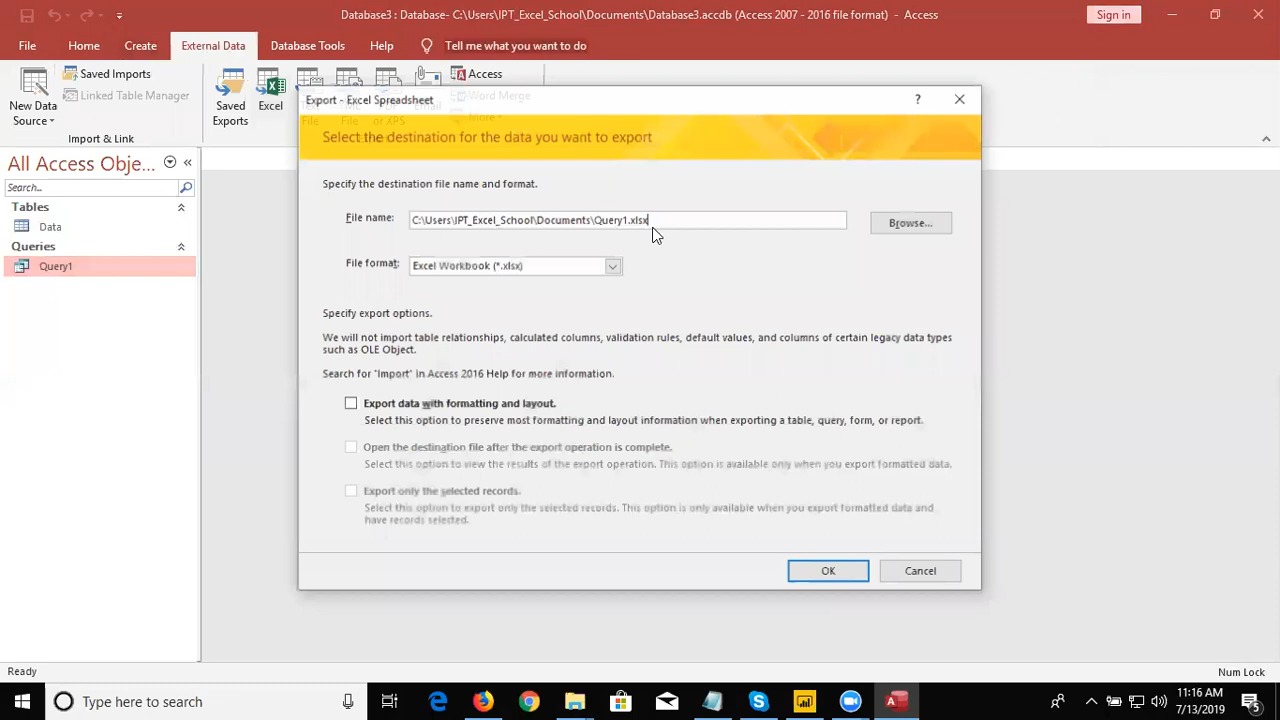 Database3 : Database- C:\Users\IPT_Excel_School\Documents\Database3.accdb (Access 2007 - 2016 file format) - Access
Sign in
File Home Create External Data Database Tools Help Tell me what you want to do
New Data
Source
Saved Imports
Linked Table Manager
Import & Link
Saved
Exports
Excel
Text
File
File
or XPS
Email
Access
Word Merge
More
Export - Excel Spreadsheet
?
Select the destination for the data you want to export
Specify the destination file name and format.
File name: C:\Users\IPT_Excel_School\Documents\Query1.xlsx Browse...
File format: Excel Workbook (*.xlsx)
Specify export options.
We will not import table relationships, calculated columns, validation rules, default values, and columns of certain legacy data types
such as OLE Object.
Search for "Import" in Access 2016 Help for more information.
Export data with formatting and layout.
Select this option to preserve most formatting and layout information when exporting a table, query, form, or report.
Open the destination file after the export operation is complete.
Select this option to view the results of the export operation. This option is available only when you export formatted data.
Export only the selected records.
Select this option to export only the selected records. This option is only available when you export formatted data and
have records selected.
OK Cancel
All Access Obje...
Search...
Tables
Data
Queries
Query1
Ready
Num Lock
Type here to search
11:16 AM
7/13/2019
5